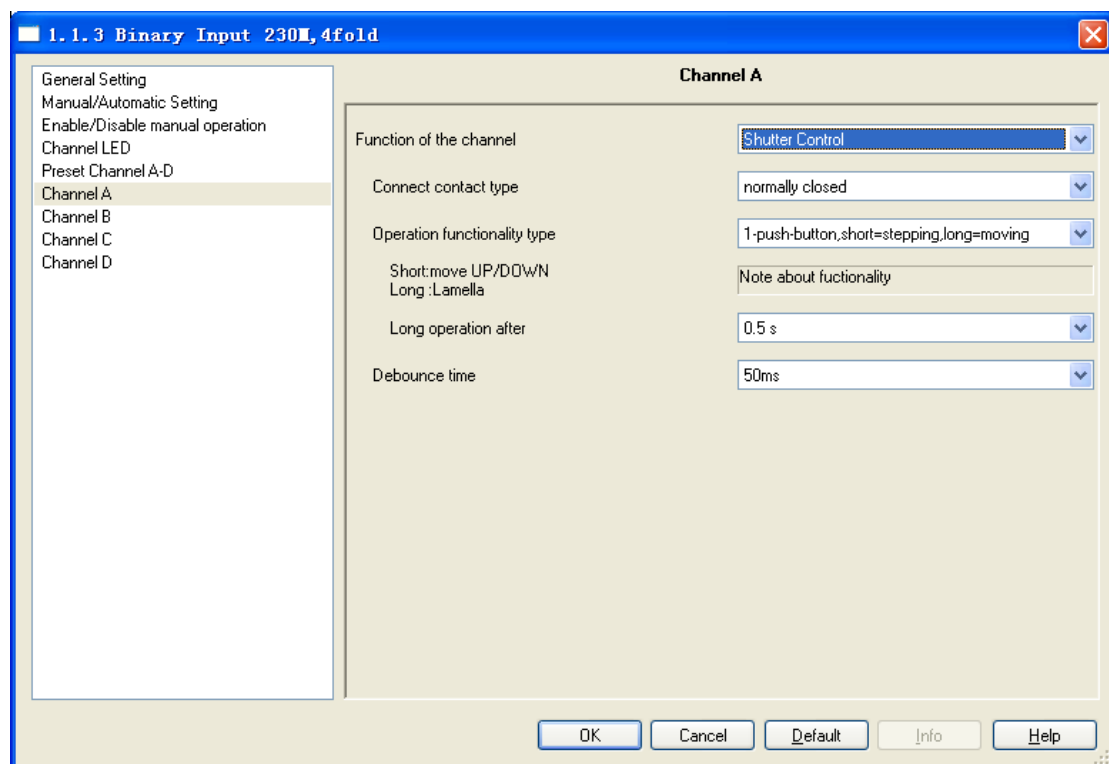 1.1.3 Binary Input 230M,4fold
General Setting
Manual/Automatic Setting
Enable/Disable manual operation
Channel LED
Preset Channel A-D
Channel A
Channel B
Channel C
Channel D
Channel A
Function of the channel
Shutter Control
Connect contact type
normally closed
Operation functionality type
1-push-button,short=stepping,long=moving
Short:move UP/DOWN
Long :Lamella
Note about fuctionality
Long operation after
0.5 s
Debounce time
50ms
OK
Cancel
Default
Info
Help